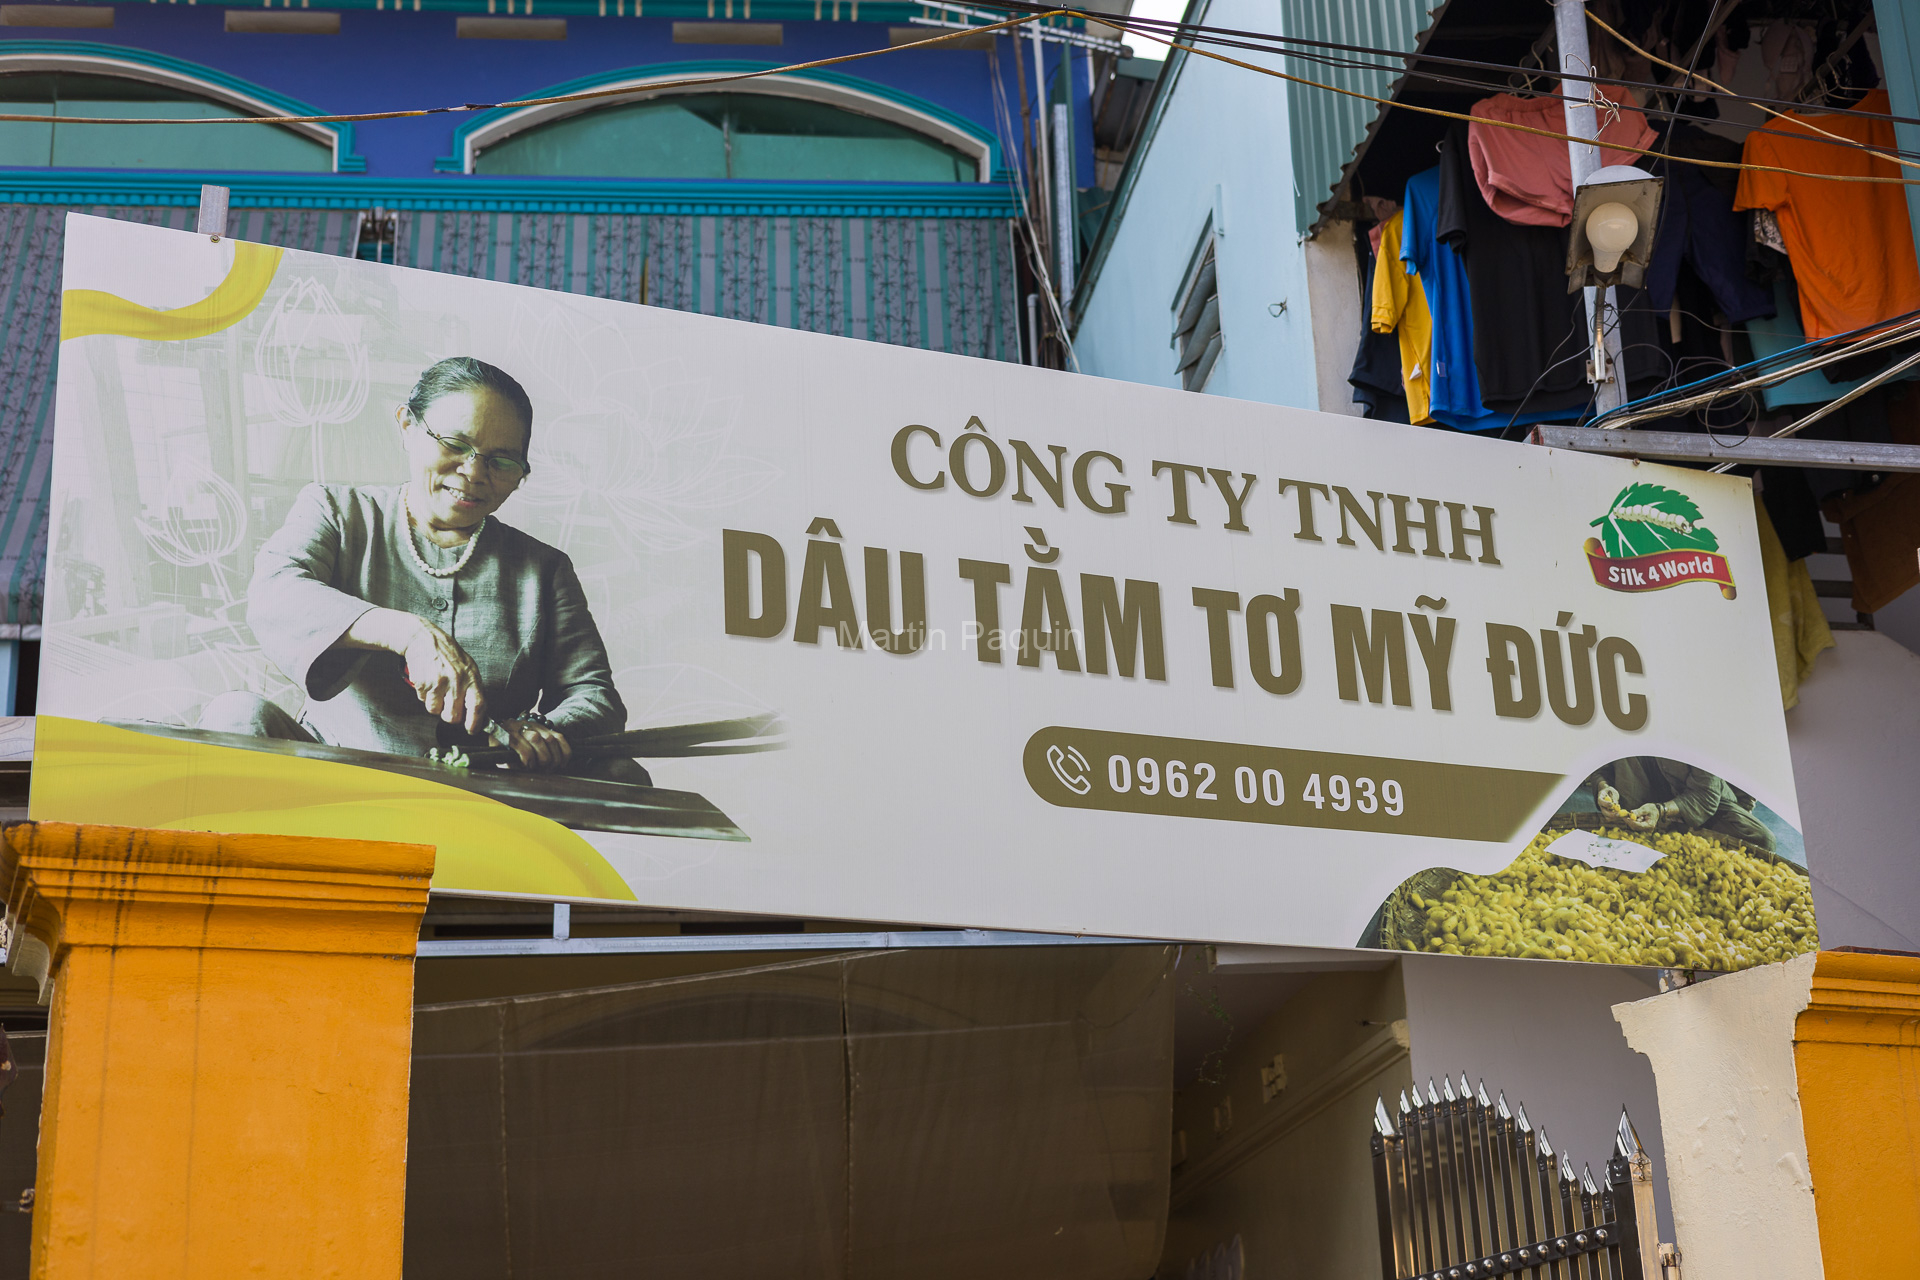 CÔNG TY TNHH
DÂU TẰM TƠ MỸ ĐỨC
Silk 4 World
0962 00 4939
Martin Paquin